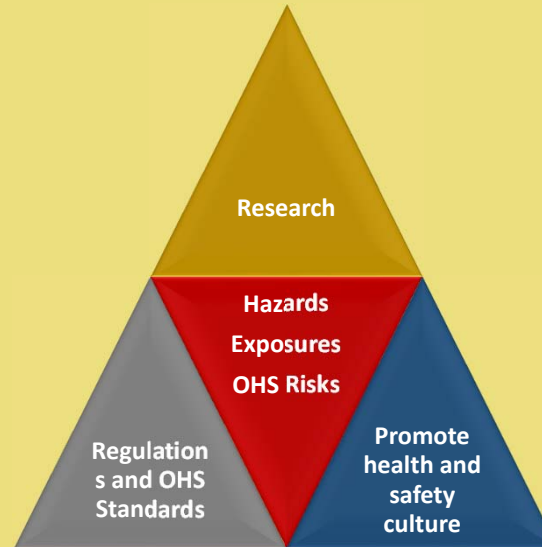 Research
Hazards
Exposures
OHS Risks
Regulation
s and OHS
Standards
Promote
health and
safety
culture